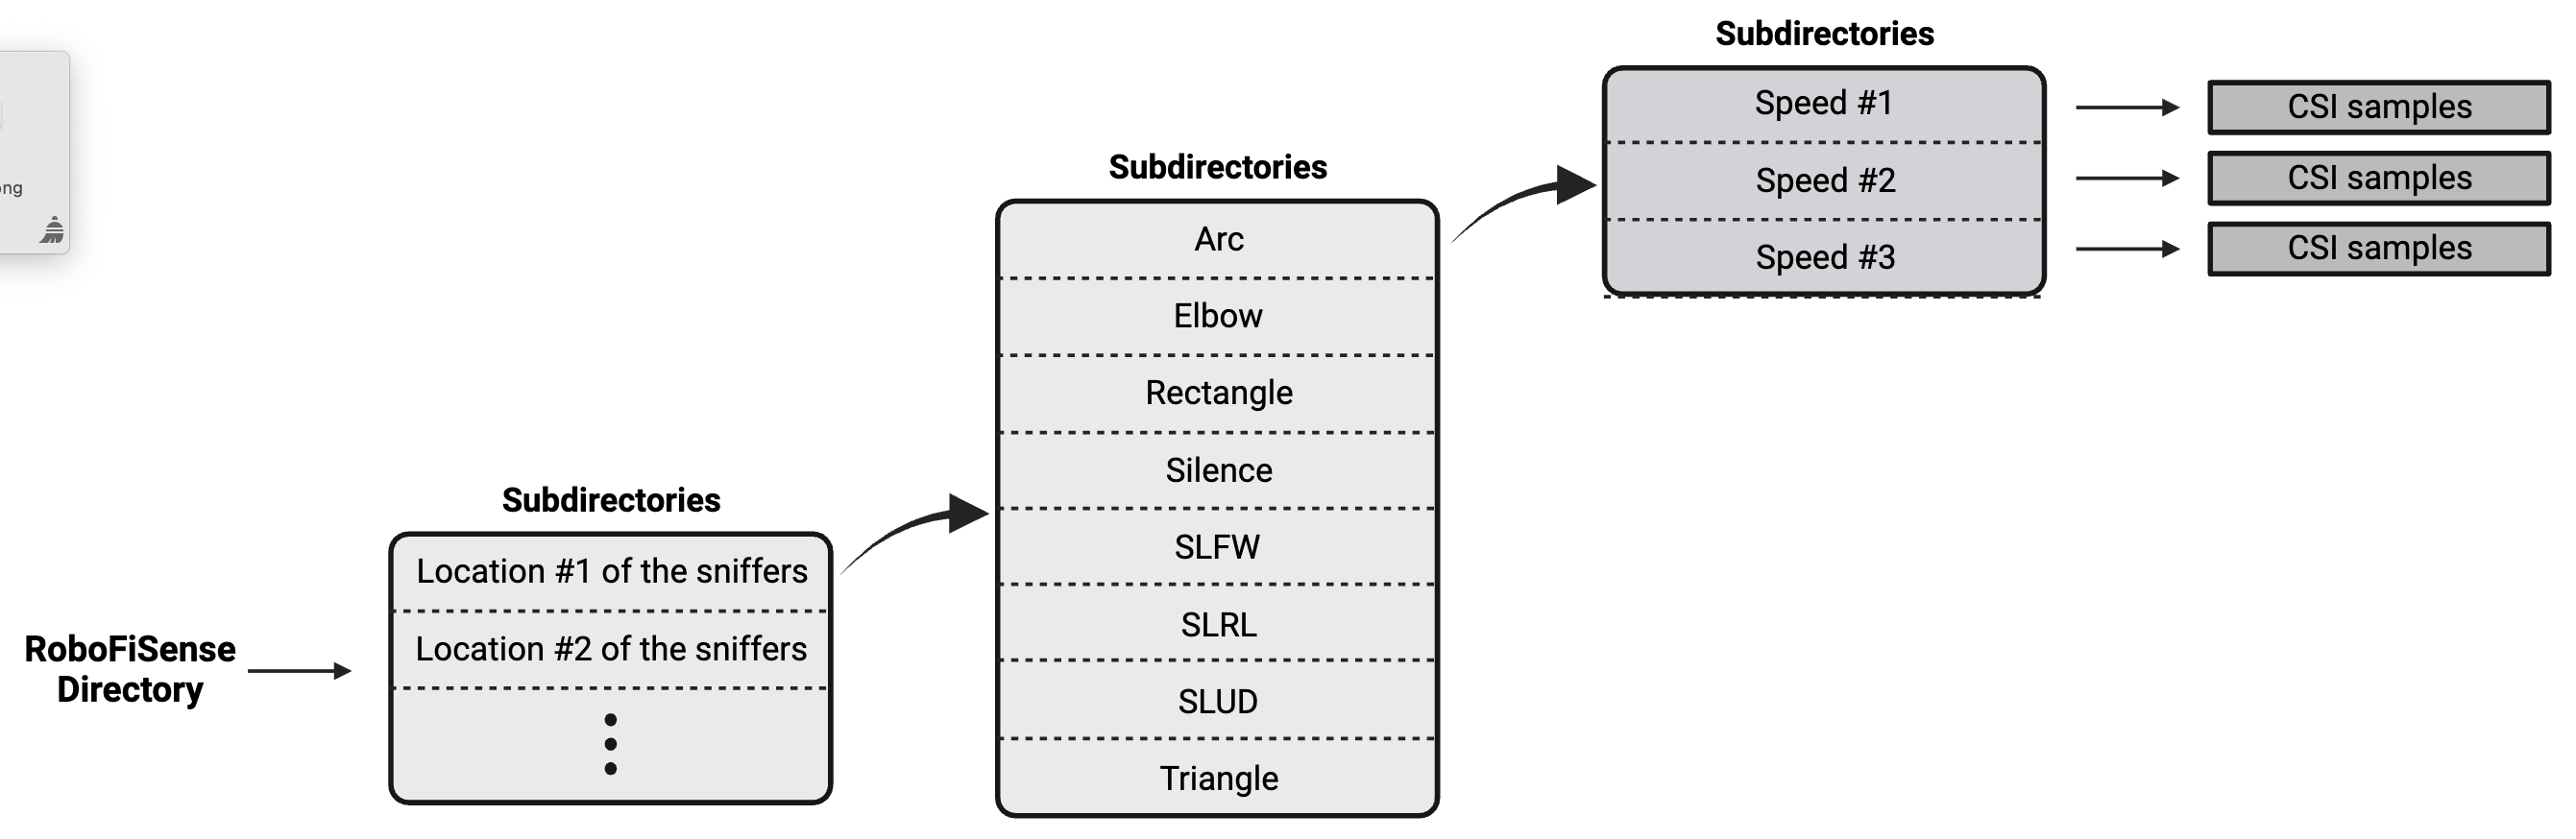 ng
RoboFiSense
Directory
Subdirectories
Location #1 of the sniffers
Location #2 of the sniffers
Subdirectories
Arc
Elbow
Rectangle
Silence
SLFW
SLRL
SLUD
Triangle
Subdirectories
Speed #1
Speed #2
Speed #3
CSI samples
CSI samples
CSI samples